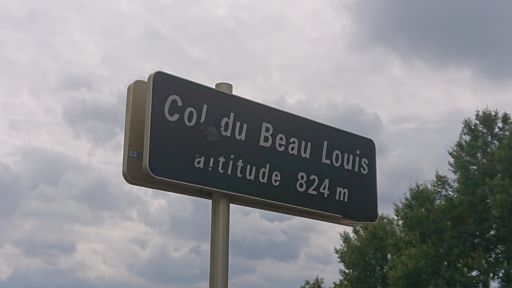 Col du Beau Louis
altitude 824 m